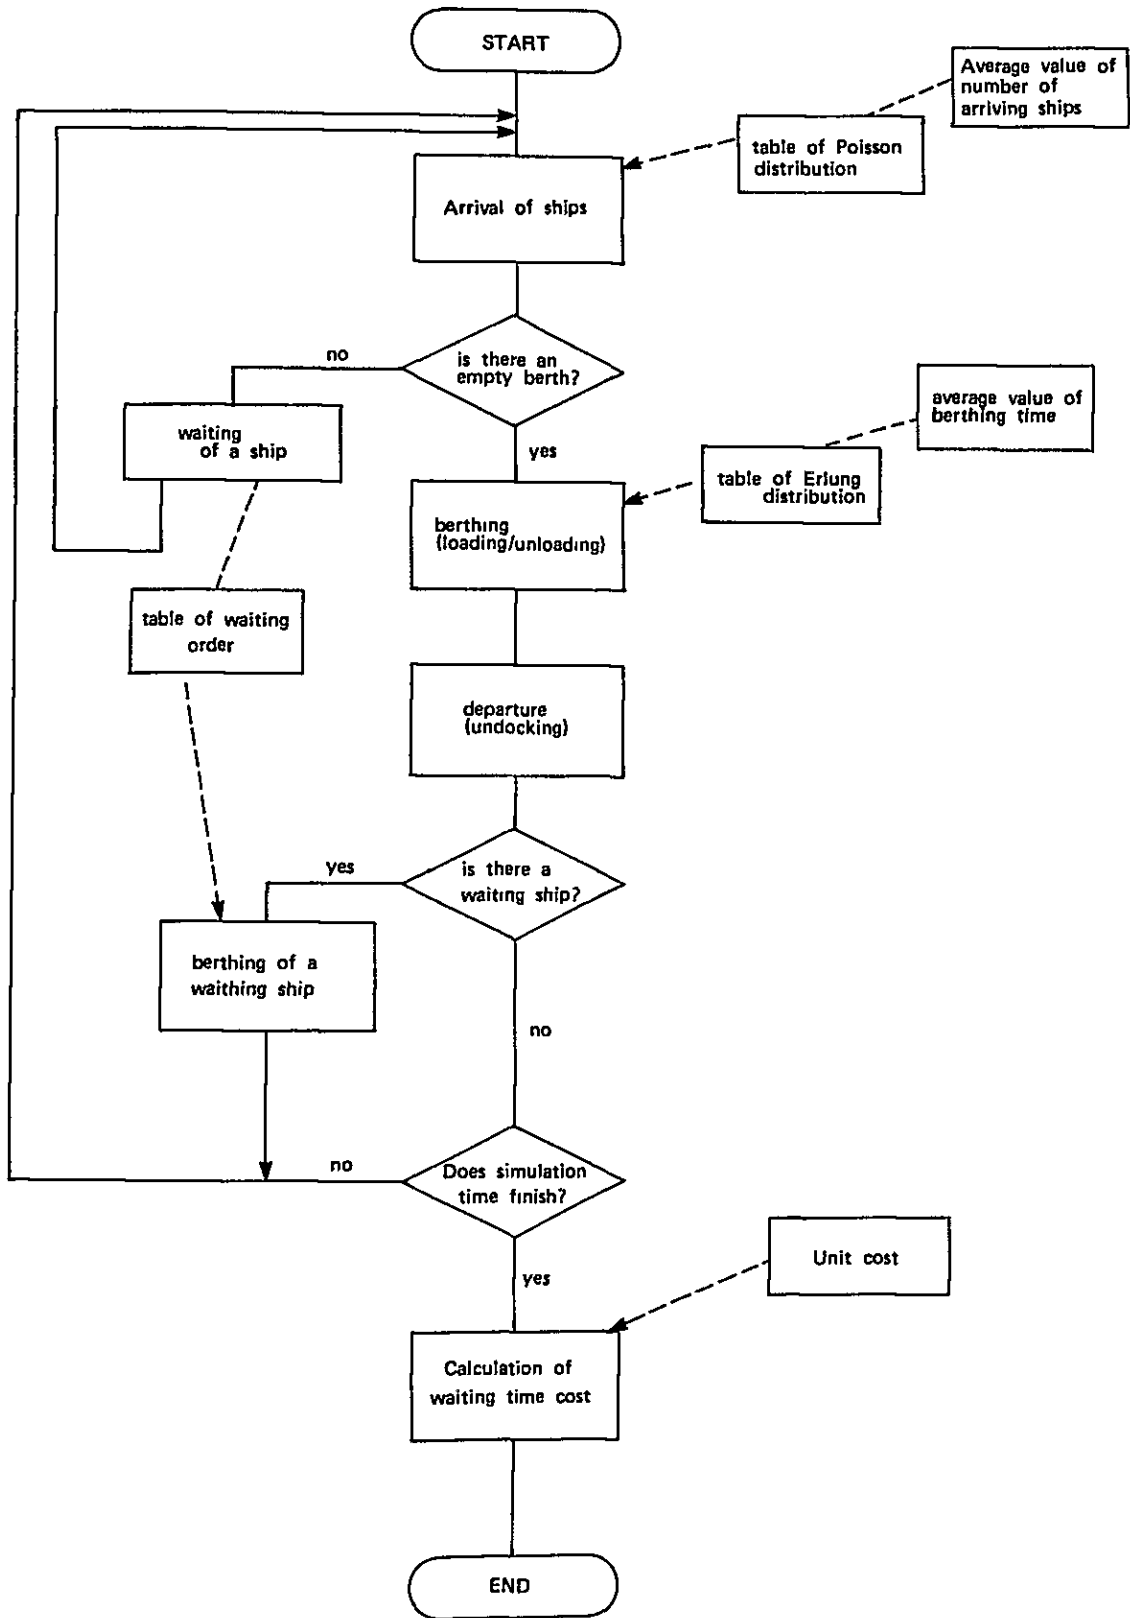 START
Average value of
number of
arriving ships
table of Poisson
distribution
Arrival of ships
no
is there an
empty berth?
average value of
berthing time
waiting
of a ship
yes
table of Erlung
distribution
berthing
(loading/unloading)
table of waiting
order
departure
(undocking)
yes
is there a
waiting ship?
berthing of a
waithing ship
no
no
Does simulation
time finish?
Unit cost
yes
Calculation of
waiting time cost
END